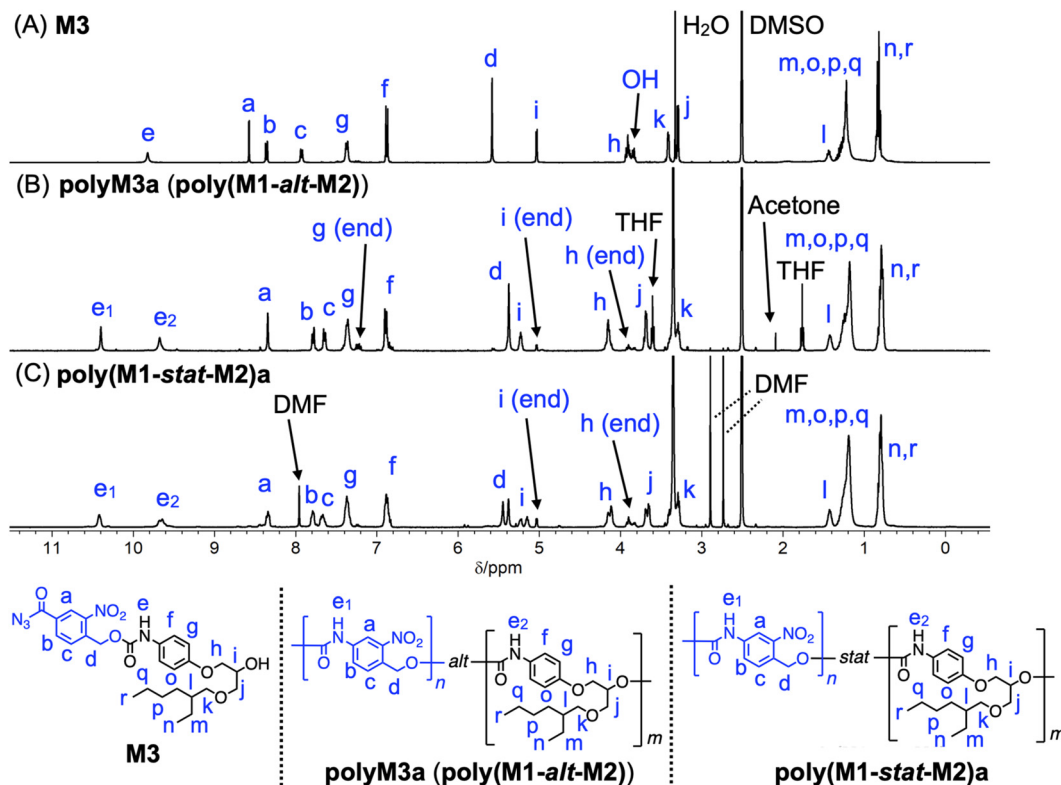 (A) M3
H₂O DMSO
e a b c g f d i h OH k j l m,o,p,q n,r
(B) polyM3a (poly(M1-alt-M2))
e₁ e₂ a b c g g (end) f d i i (end) h h (end) THF j k Acetone THF l m,o,p,q n,r
(C) poly(M1-stat-M2)a
e₁ e₂ a DMF b c g f d i i (end) h h (end) j k DMF l m,o,p,q n,r
11 10 9 8 7 6 5 4 3 2 1 0
δ/ppm
O a NO₂ e
N₃ H N f g
b c d O O O h i OH
q l o O j
r p k
n m
M3
e₁ H N a NO₂
O b c d O n
alt
e₂ H N f g
O O h i O
q l o O j
r p k
n m m
polyM3a (poly(M1-alt-M2))
e₁ H N a NO₂
O b c d O n
stat
e₂ H N f g
O O h i O
q l o O j
r p k
n m m
poly(M1-stat-M2)a